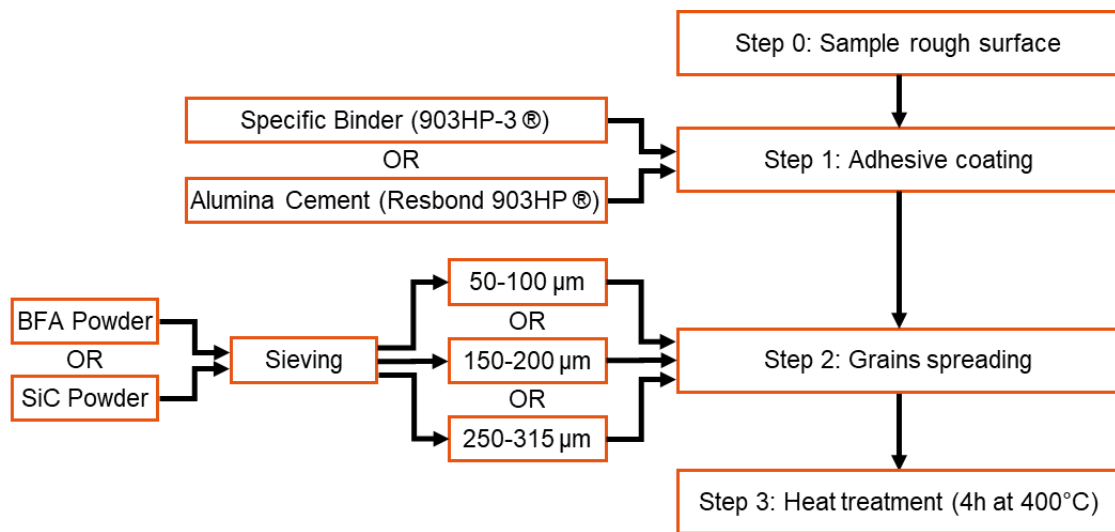 Step 0: Sample rough surface
Specific Binder (903HP-3 ®)
OR
Alumina Cement (Resbond 903HP ®)
Step 1: Adhesive coating
BFA Powder
OR
SiC Powder
Sieving
50-100 µm
OR
150-200 µm
OR
250-315 µm
Step 2: Grains spreading
Step 3: Heat treatment (4h at 400°C)